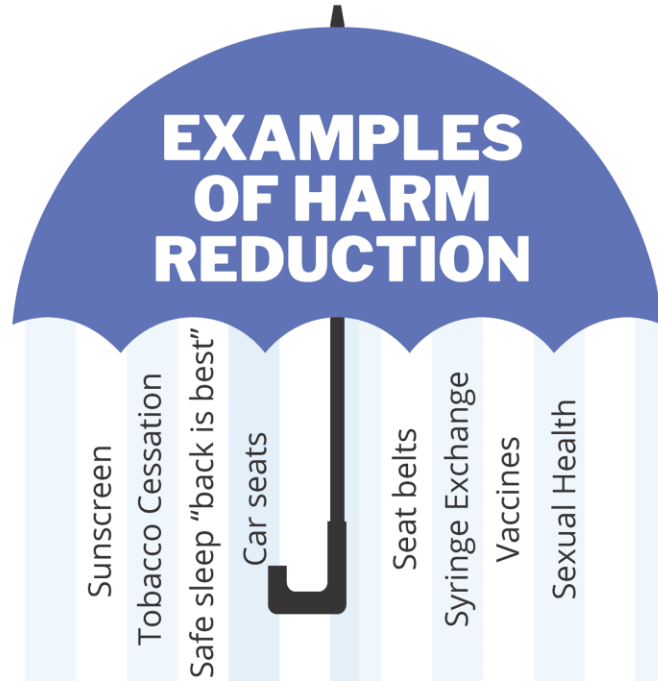 EXAMPLES
OF HARM
REDUCTION
Sunscreen
Tobacco Cessation
Safe sleep “back is best”
Car seats
Seat belts
Syringe Exchange
Vaccines
Sexual Health